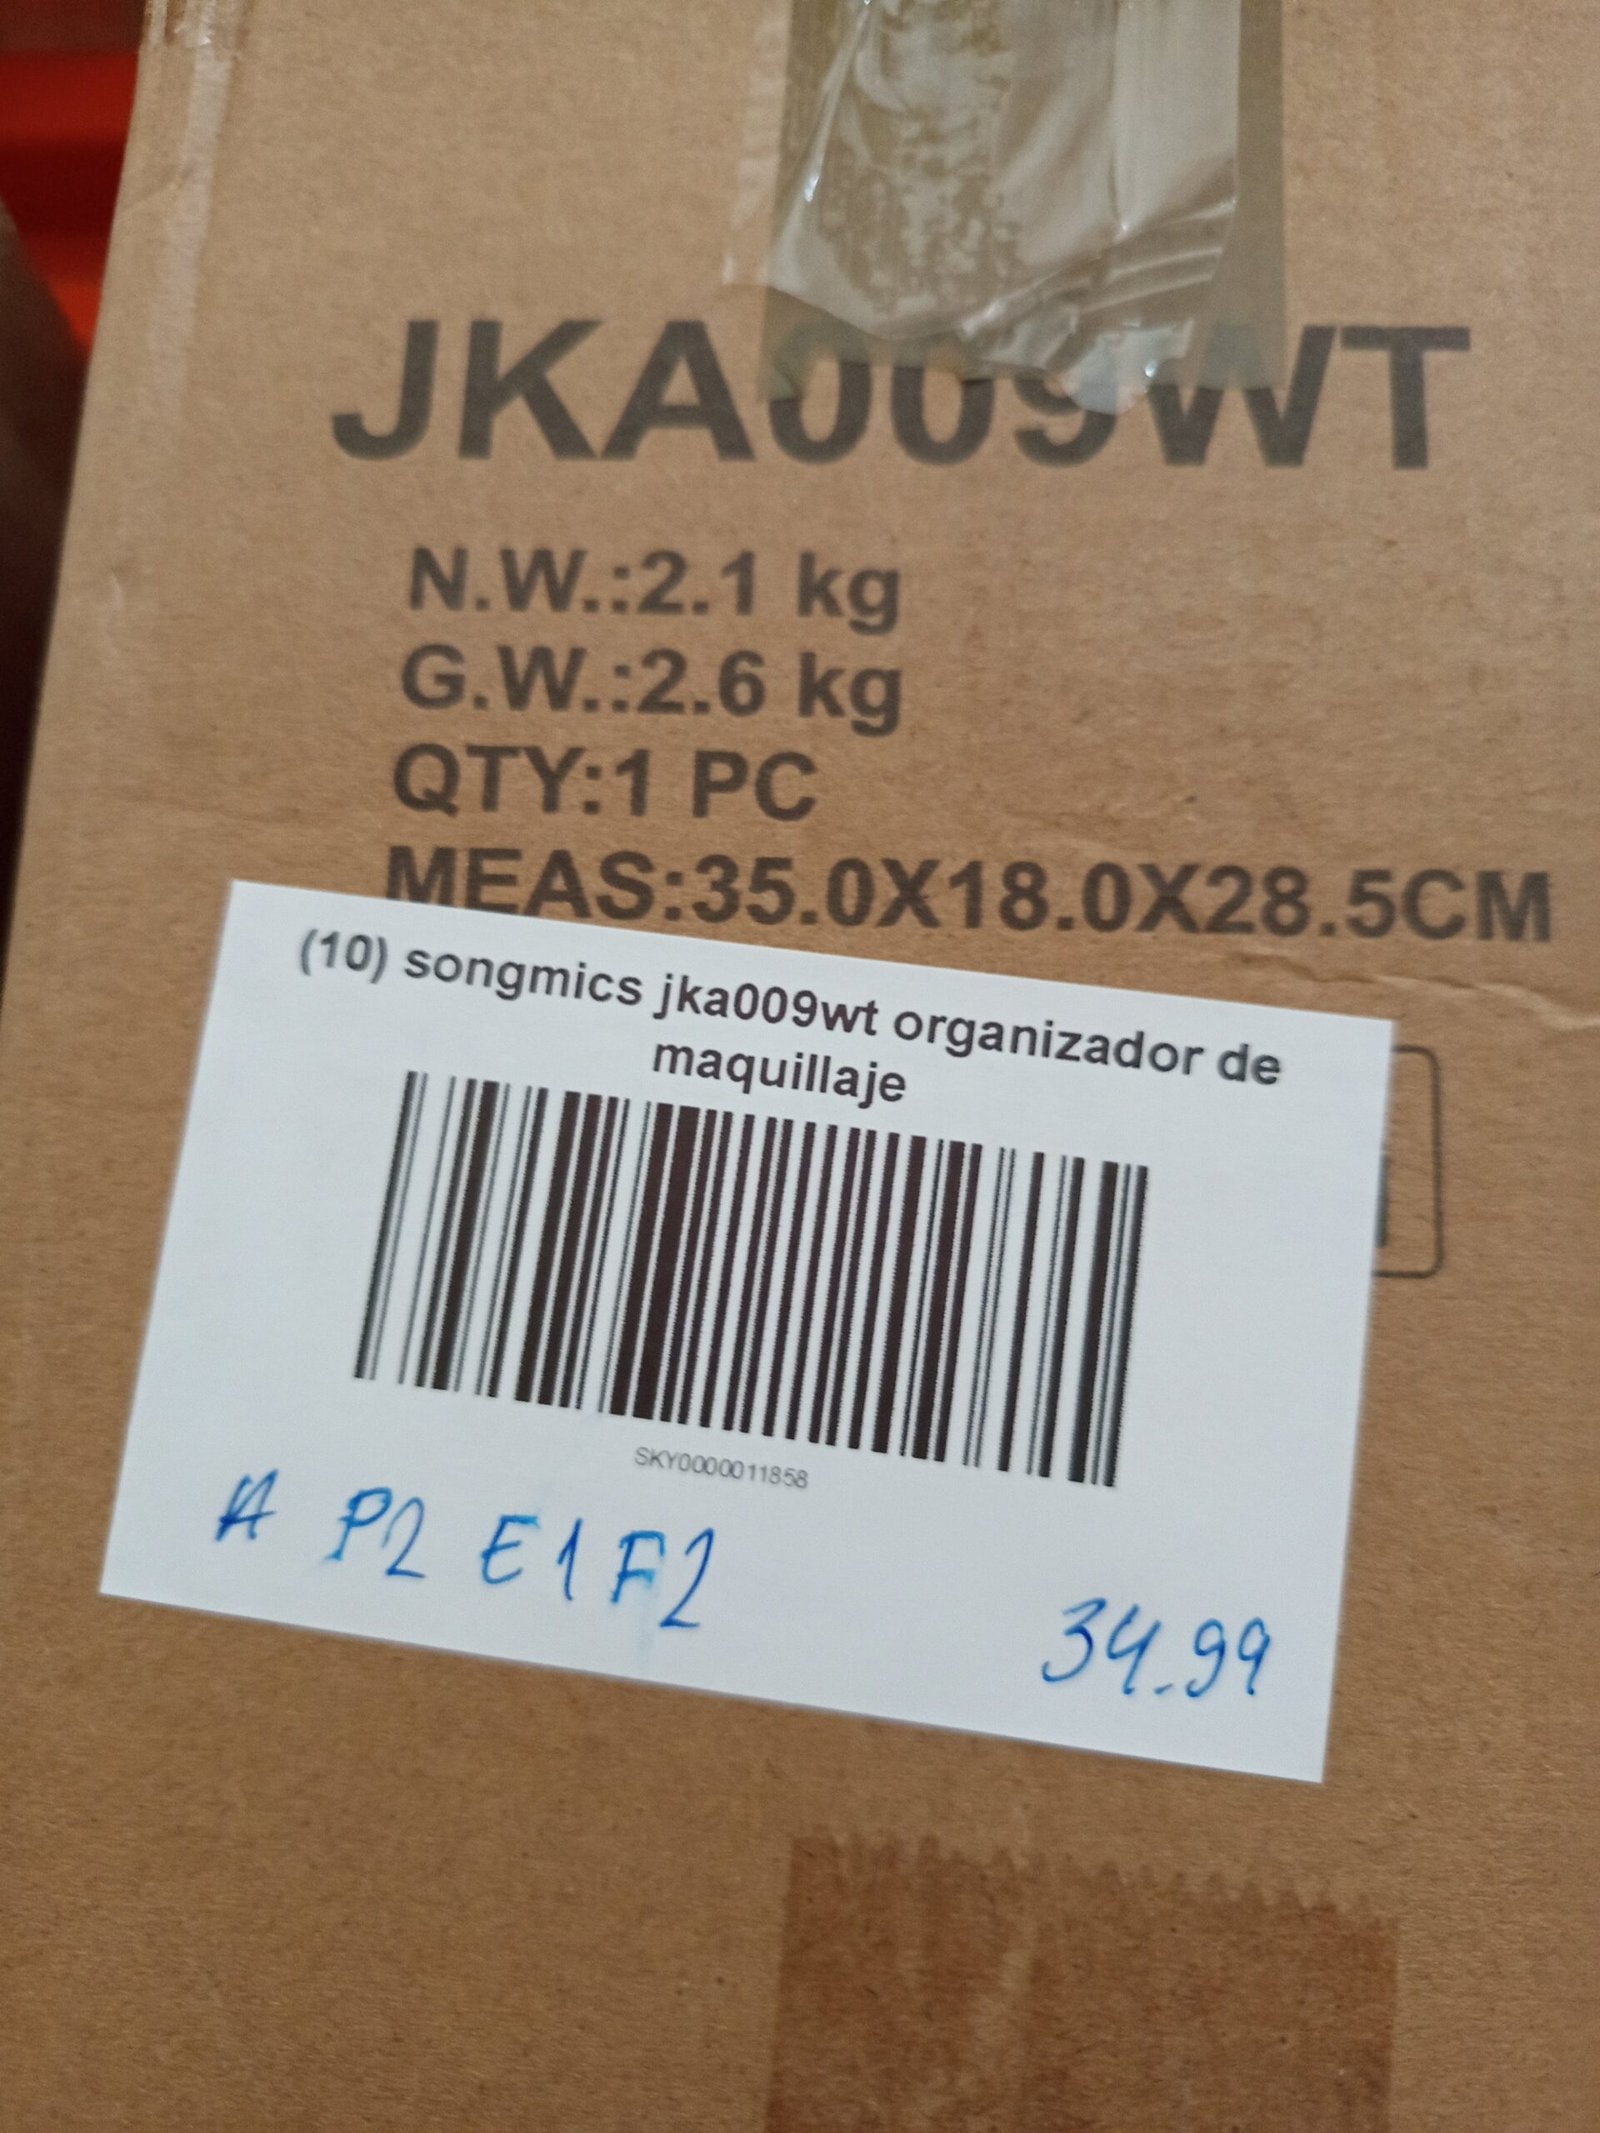 JKA009WT
N.W.:2.1 kg
G.W.:2.6 kg
QTY:1 PC
MEAS:35.0X18.0X28.5CM
(10) songmics jka009wt organizador de
maquillaje
SKY0000011858
A P2 E1F2
34.99